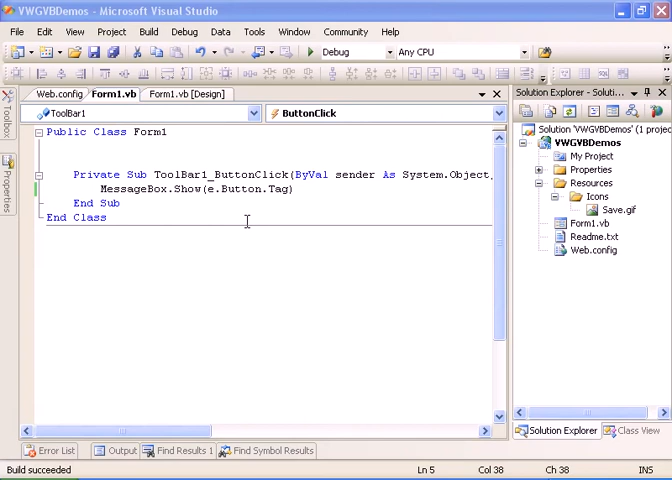 VWGVBDemos - Microsoft Visual Studio
File Edit View Project Build Debug Data Tools Window Community Help
Debug Any CPU
Web.config Form1.vb Form1.vb [Design]
ToolBar1 ButtonClick
Public Class Form1
Private Sub ToolBar1_ButtonClick(ByVal sender As System.Object,
MessageBox.Show(e.Button.Tag)
End Sub
End Class
Toolbox
Properties
Solution Explorer - Soluti...
Solution 'VWGVBDemos' (1 projec
VWGVBDemos
My Project
Properties
Resources
Icons
Save.gif
Form1.vb
Readme.txt
Web.config
Solution Explorer Class View
Error List Output Find Results 1 Find Symbol Results
Build succeeded Ln 5 Col 38 Ch 38 INS